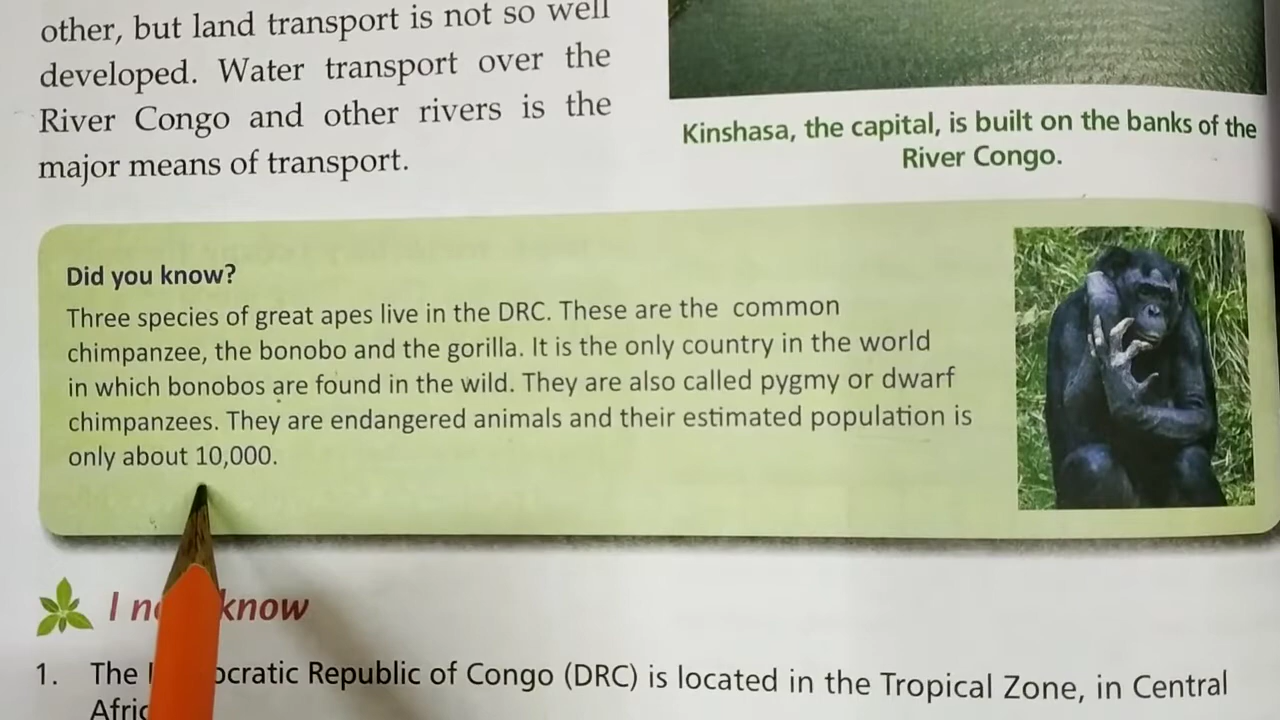 other, but land transport is not so well
developed. Water transport over the
River Congo and other rivers is the
major means of transport.
Kinshasa, the capital, is built on the banks of the
River Congo.
Did you know?
Three species of great apes live in the DRC. These are the common
chimpanzee, the bonobo and the gorilla. It is the only country in the world
in which bonobos are found in the wild. They are also called pygmy or dwarf
chimpanzees. They are endangered animals and their estimated population is
only about 10,000.
I know
1. The Republic of Congo (DRC) is located in the Tropical Zone, in Central